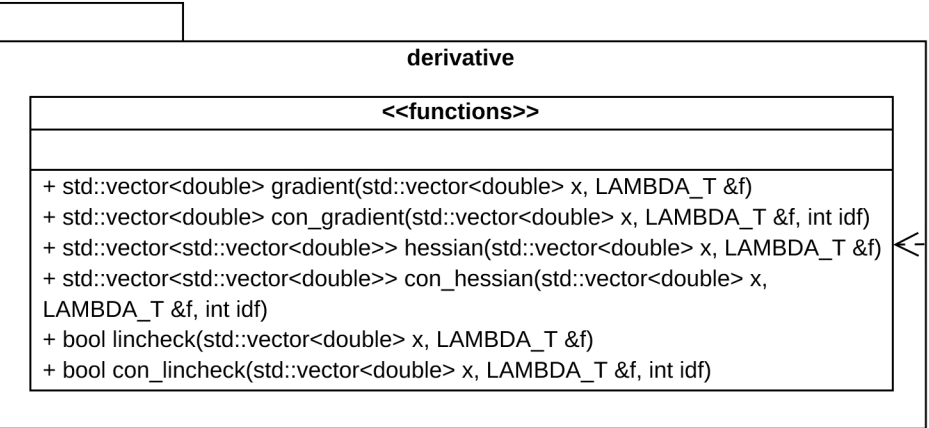 derivative
<<functions>>
+ std::vector<double> gradient(std::vector<double> x, LAMBDA_T &f)
+ std::vector<double> con_gradient(std::vector<double> x, LAMBDA_T &f, int idf)
+ std::vector<std::vector<double>> hessian(std::vector<double> x, LAMBDA_T &f)
+ std::vector<std::vector<double>> con_hessian(std::vector<double> x,
LAMBDA_T &f, int idf)
+ bool lincheck(std::vector<double> x, LAMBDA_T &f)
+ bool con_lincheck(std::vector<double> x, LAMBDA_T &f, int idf)